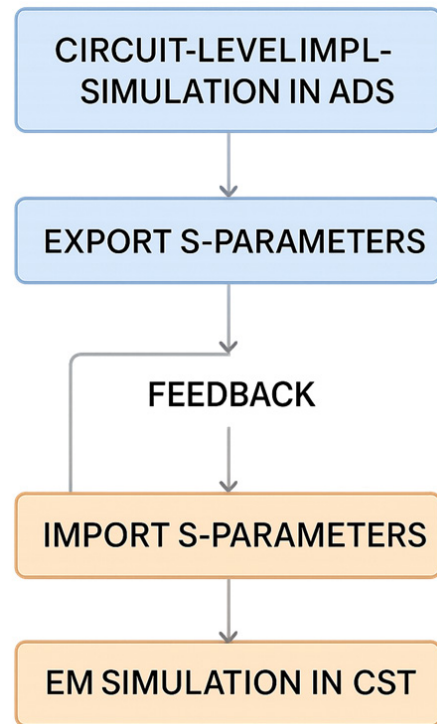 CIRCUIT-LEVELIMPL-
SIMULATION IN ADS
EXPORT S-PARAMETERS
FEEDBACK
IMPORT S-PARAMETERS
EM SIMULATION IN CST